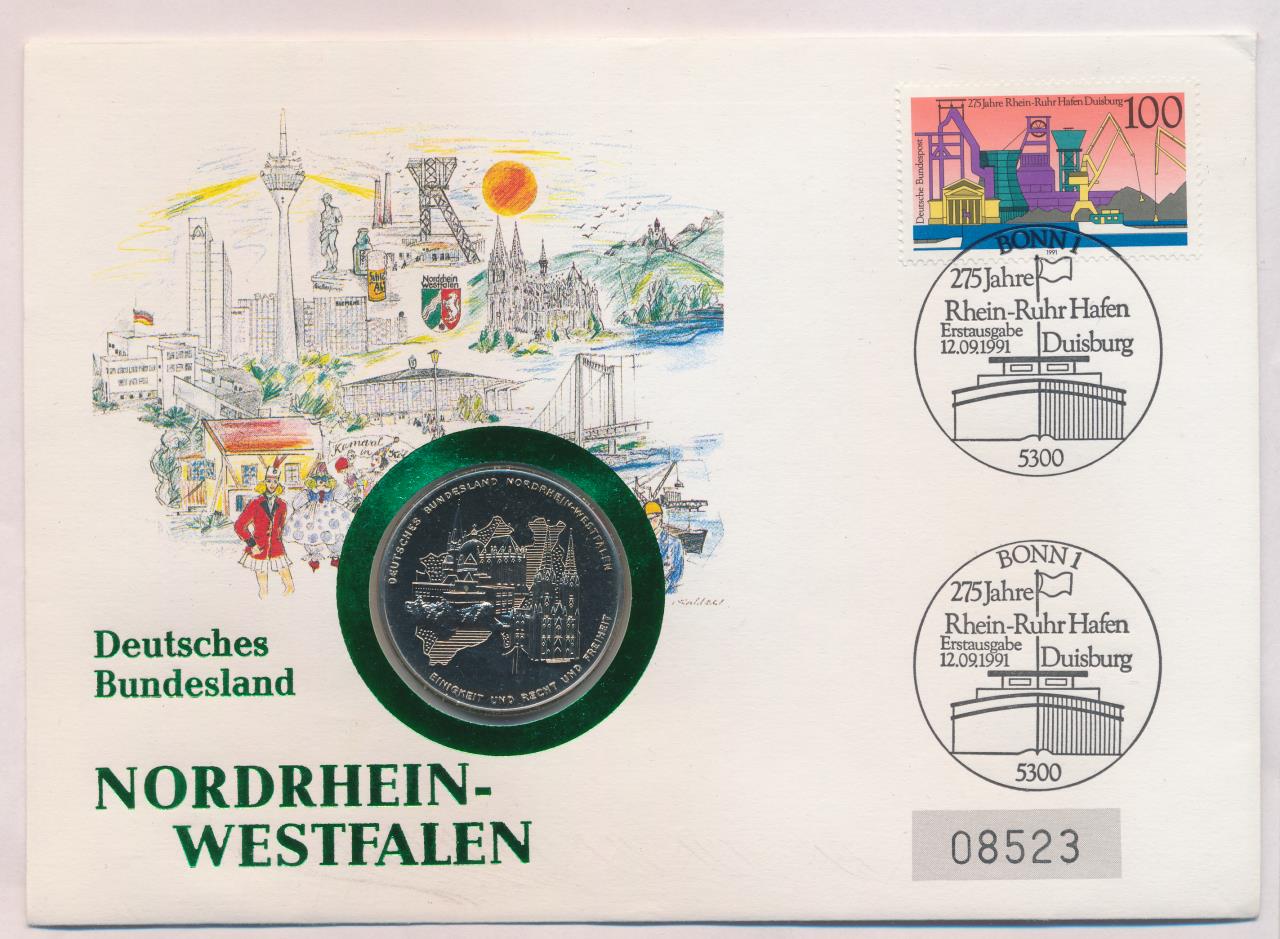 275 Jahre Rhein-Ruhr Hafen Duisburg
100
Deutsche Bundespost
1991
BONN 1
275 Jahre
Rhein-Ruhr Hafen
Erstausgabe
12.09.1991
Duisburg
5300
Nordrhein
Westfalen
Karneval
in
DEUTSCHES BUNDESLAND NORDRHEIN-WESTFALEN
EINIGKEIT UND RECHT UND FREIHEIT
BONN 1
275 Jahre
Rhein-Ruhr Hafen
Erstausgabe
12.09.1991
Duisburg
5300
Deutsches
Bundesland
NORDRHEIN-
WESTFALEN
08523